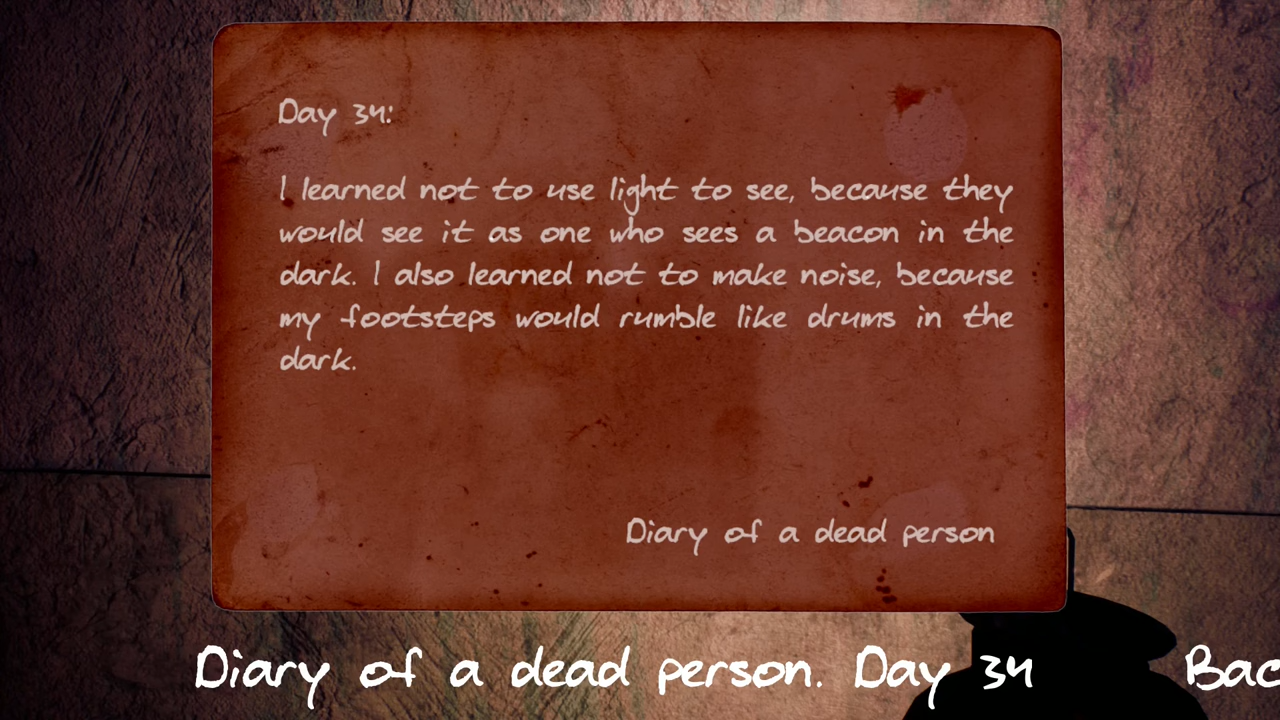 Day 34:
I learned not to use light to see, because they
would see it as one who sees a beacon in the
dark. I also learned not to make noise, because
my footsteps would rumble like drums in the
dark.
Diary of a dead person
Diary of a dead person. Day 34